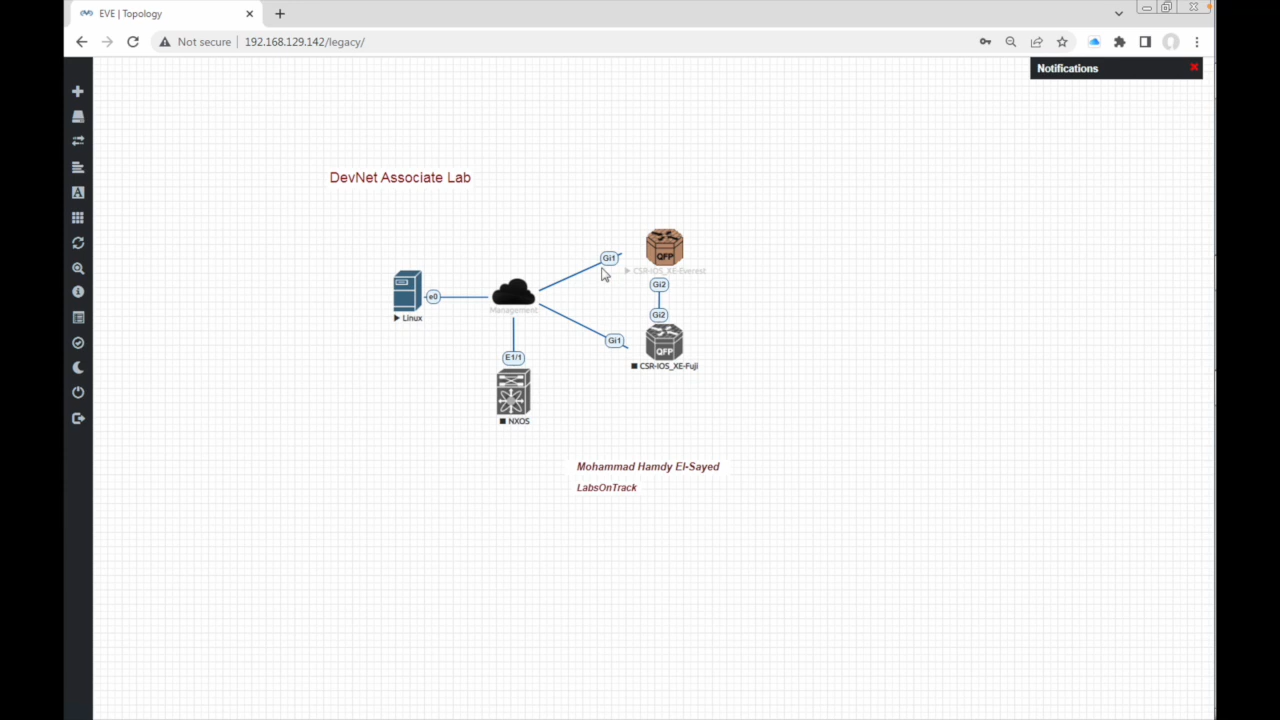 EVE | Topology
Not secure
192.168.129.142/legacy/
Notifications
DevNet Associate Lab
QFP
Gi1
CSR-IOS_XE-Everest
Gi2
e0
Management
Linux
Gi2
Gi1
QFP
E1/1
CSR-IOS_XE-Fuji
NXOS
Mohammad Hamdy El-Sayed
LabsOnTrack